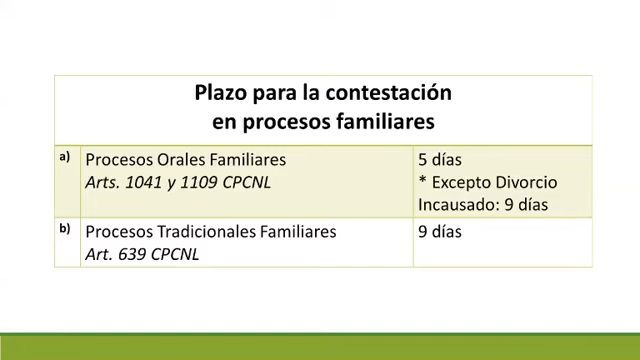 Plazo para la contestación
en procesos familiares
a) Procesos Orales Familiares
Arts. 1041 y 1109 CPCNL
5 días
* Excepto Divorcio
Incausado: 9 días
b) Procesos Tradicionales Familiares
Art. 639 CPCNL
9 días